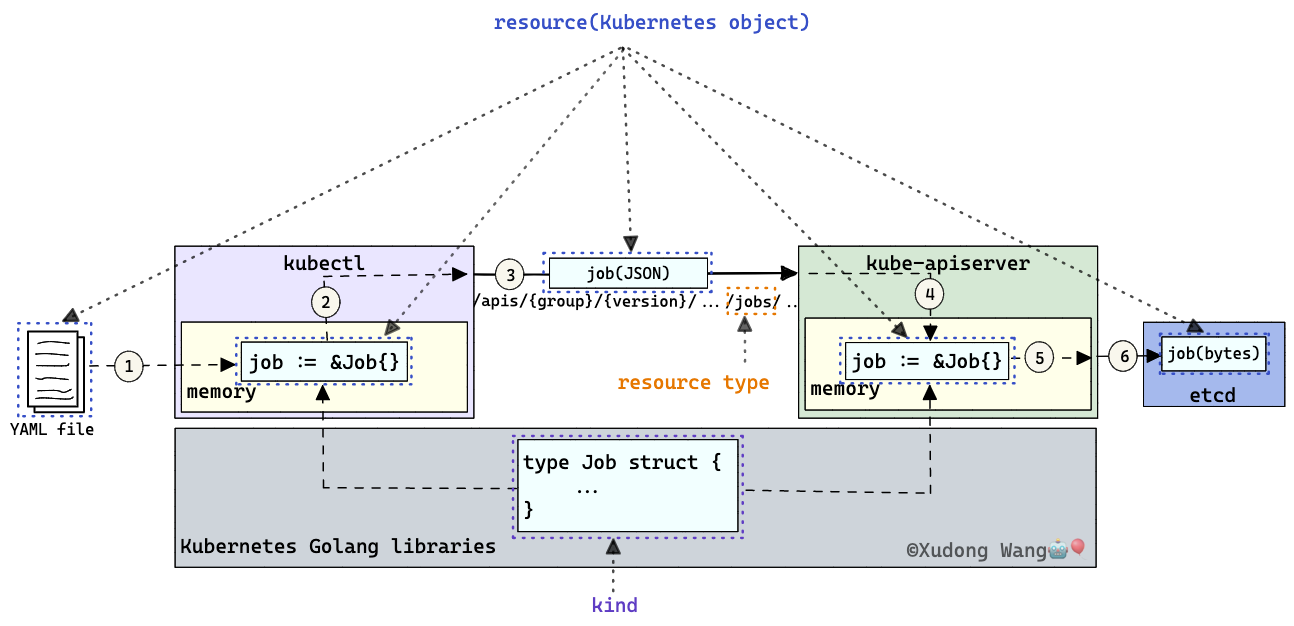 resource(Kubernetes object)
kubectl
3
job(JSON)
kube-apiserver
2
/apis/{group}/{version}/ ... /jobs/ ..
4
1
job := &Job{}
memory
resource type
job := &Job{}
memory
5
6
job(bytes)
etcd
YAML file
type Job struct {
...
}
Kubernetes Golang libraries
©Xudong Wang
kind